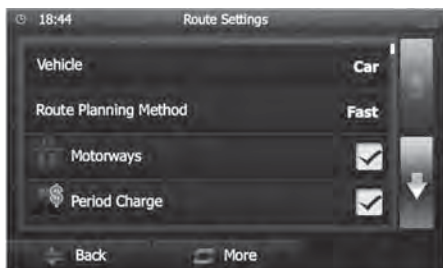 18:44 Route Settings
Vehicle Car
Route Planning Method Fast
Motorways
$ Period Charge
Back More